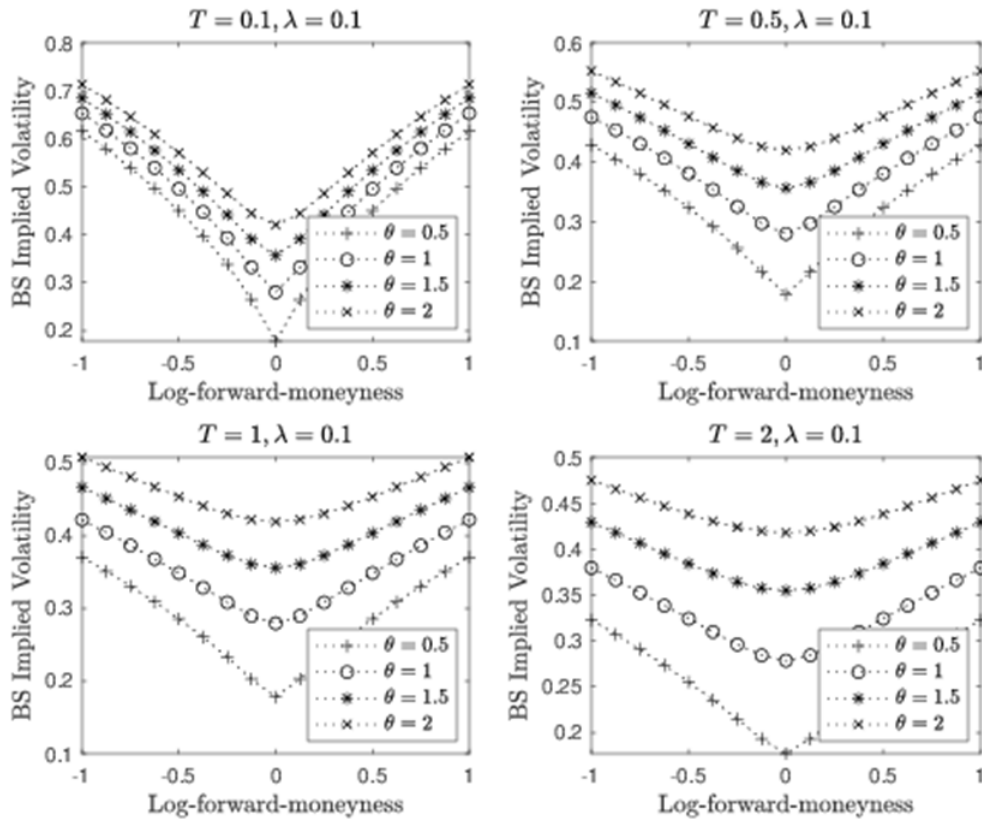 T = 0.1, λ = 0.1
BS Implied Volatility
0.8
0.7
0.6
0.5
0.4
0.3
0.2
-1 -0.5 0 0.5 1
Log-forward-moneyness
θ = 0.5
θ = 1
θ = 1.5
θ = 2
T = 0.5, λ = 0.1
BS Implied Volatility
0.6
0.5
0.4
0.3
0.2
0.1
-1 -0.5 0 0.5 1
Log-forward-moneyness
θ = 0.5
θ = 1
θ = 1.5
θ = 2
T = 1, λ = 0.1
BS Implied Volatility
0.5
0.4
0.3
0.2
0.1
-1 -0.5 0 0.5 1
Log-forward-moneyness
θ = 0.5
θ = 1
θ = 1.5
θ = 2
T = 2, λ = 0.1
BS Implied Volatility
0.5
0.45
0.4
0.35
0.3
0.25
0.2
-1 -0.5 0 0.5 1
Log-forward-moneyness
θ = 0.5
θ = 1
θ = 1.5
θ = 2